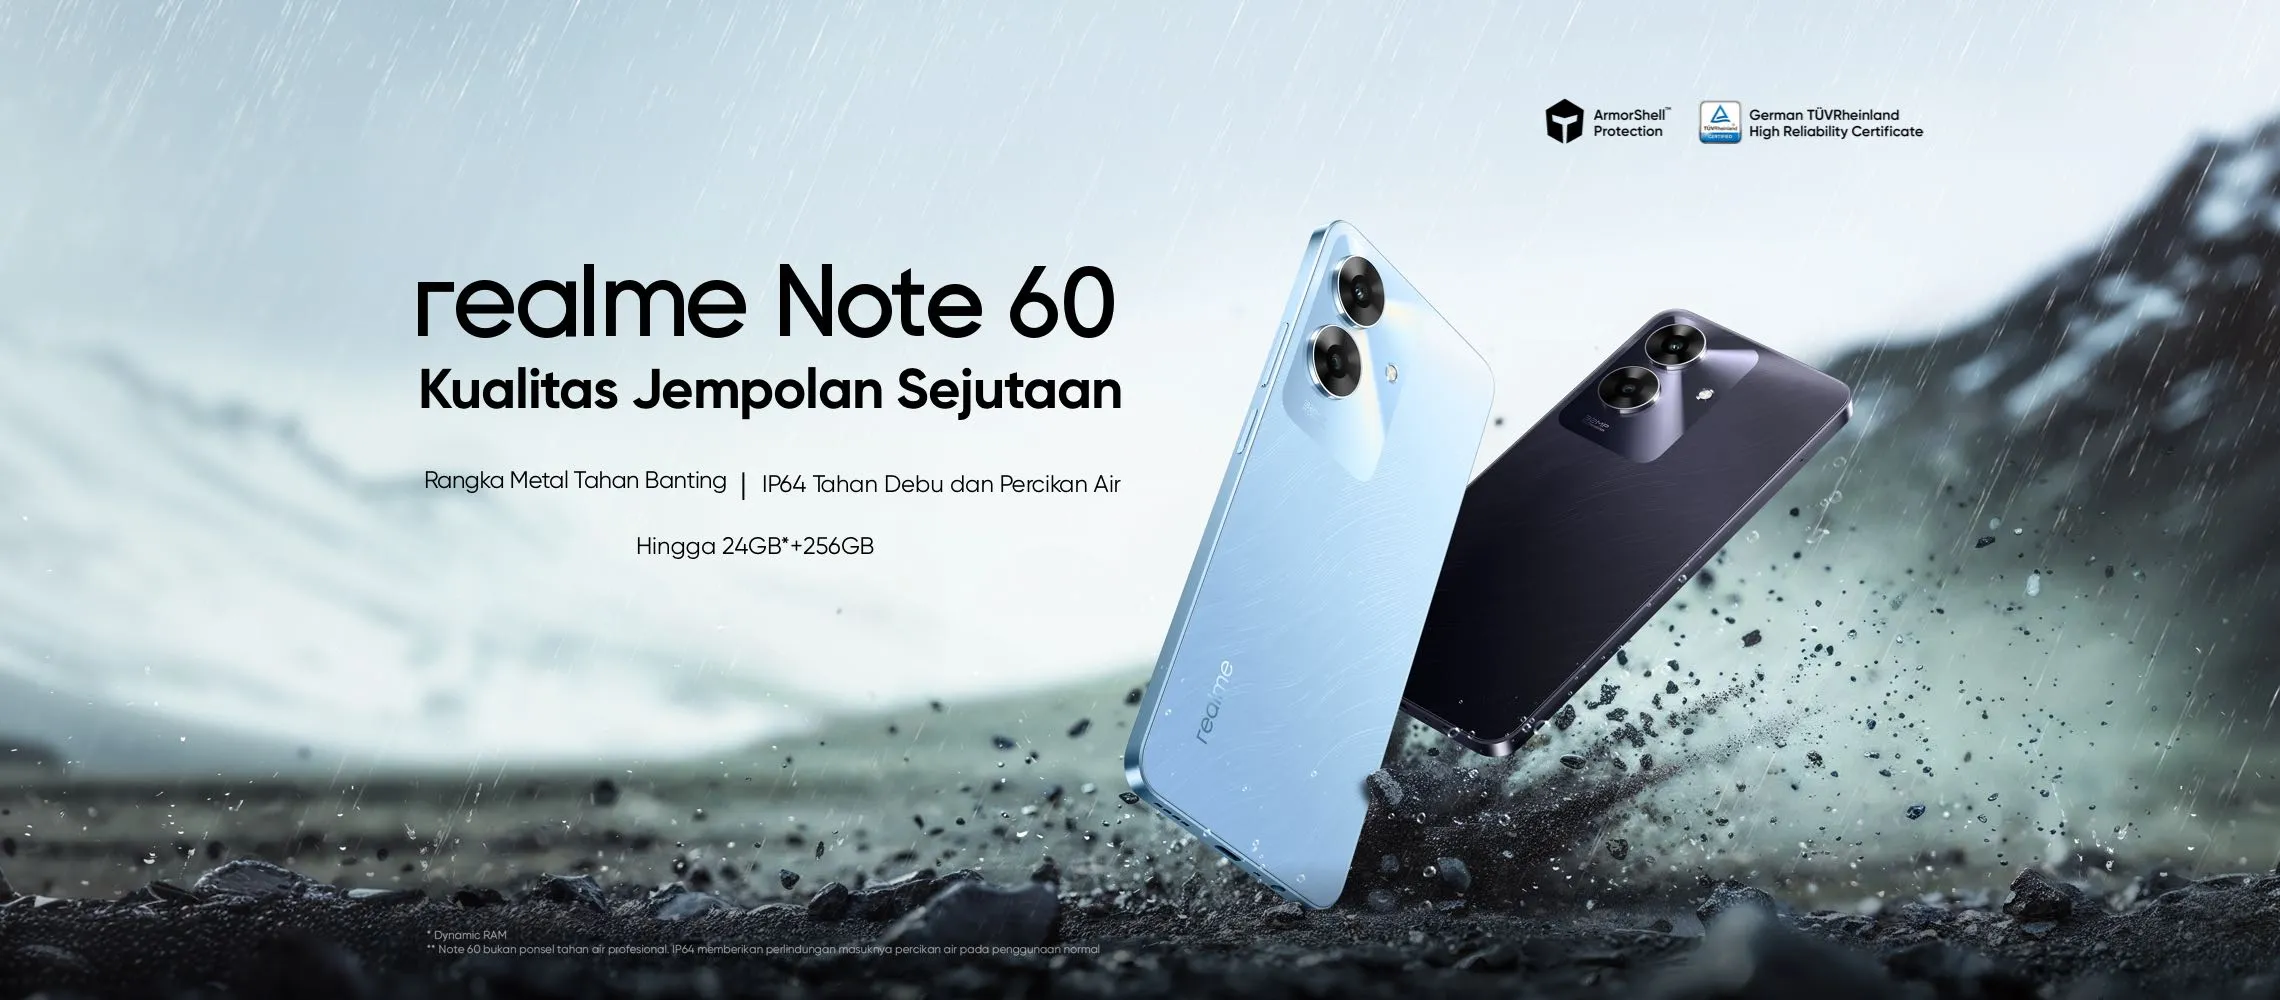 ArmorShell™
Protection
TÜVRheinland
CERTIFIED
German TÜVRheinland
High Reliability Certificate
realme Note 60
Kualitas Jempolan Sejutaan
Rangka Metal Tahan Banting | IP64 Tahan Debu dan Percikan Air
Hingga 24GB*+256GB
realme
* Dynamic RAM
** Note 60 bukan ponsel tahan air profesional. IP64 memberikan perlindungan masuknya percikan air pada penggunaan normal